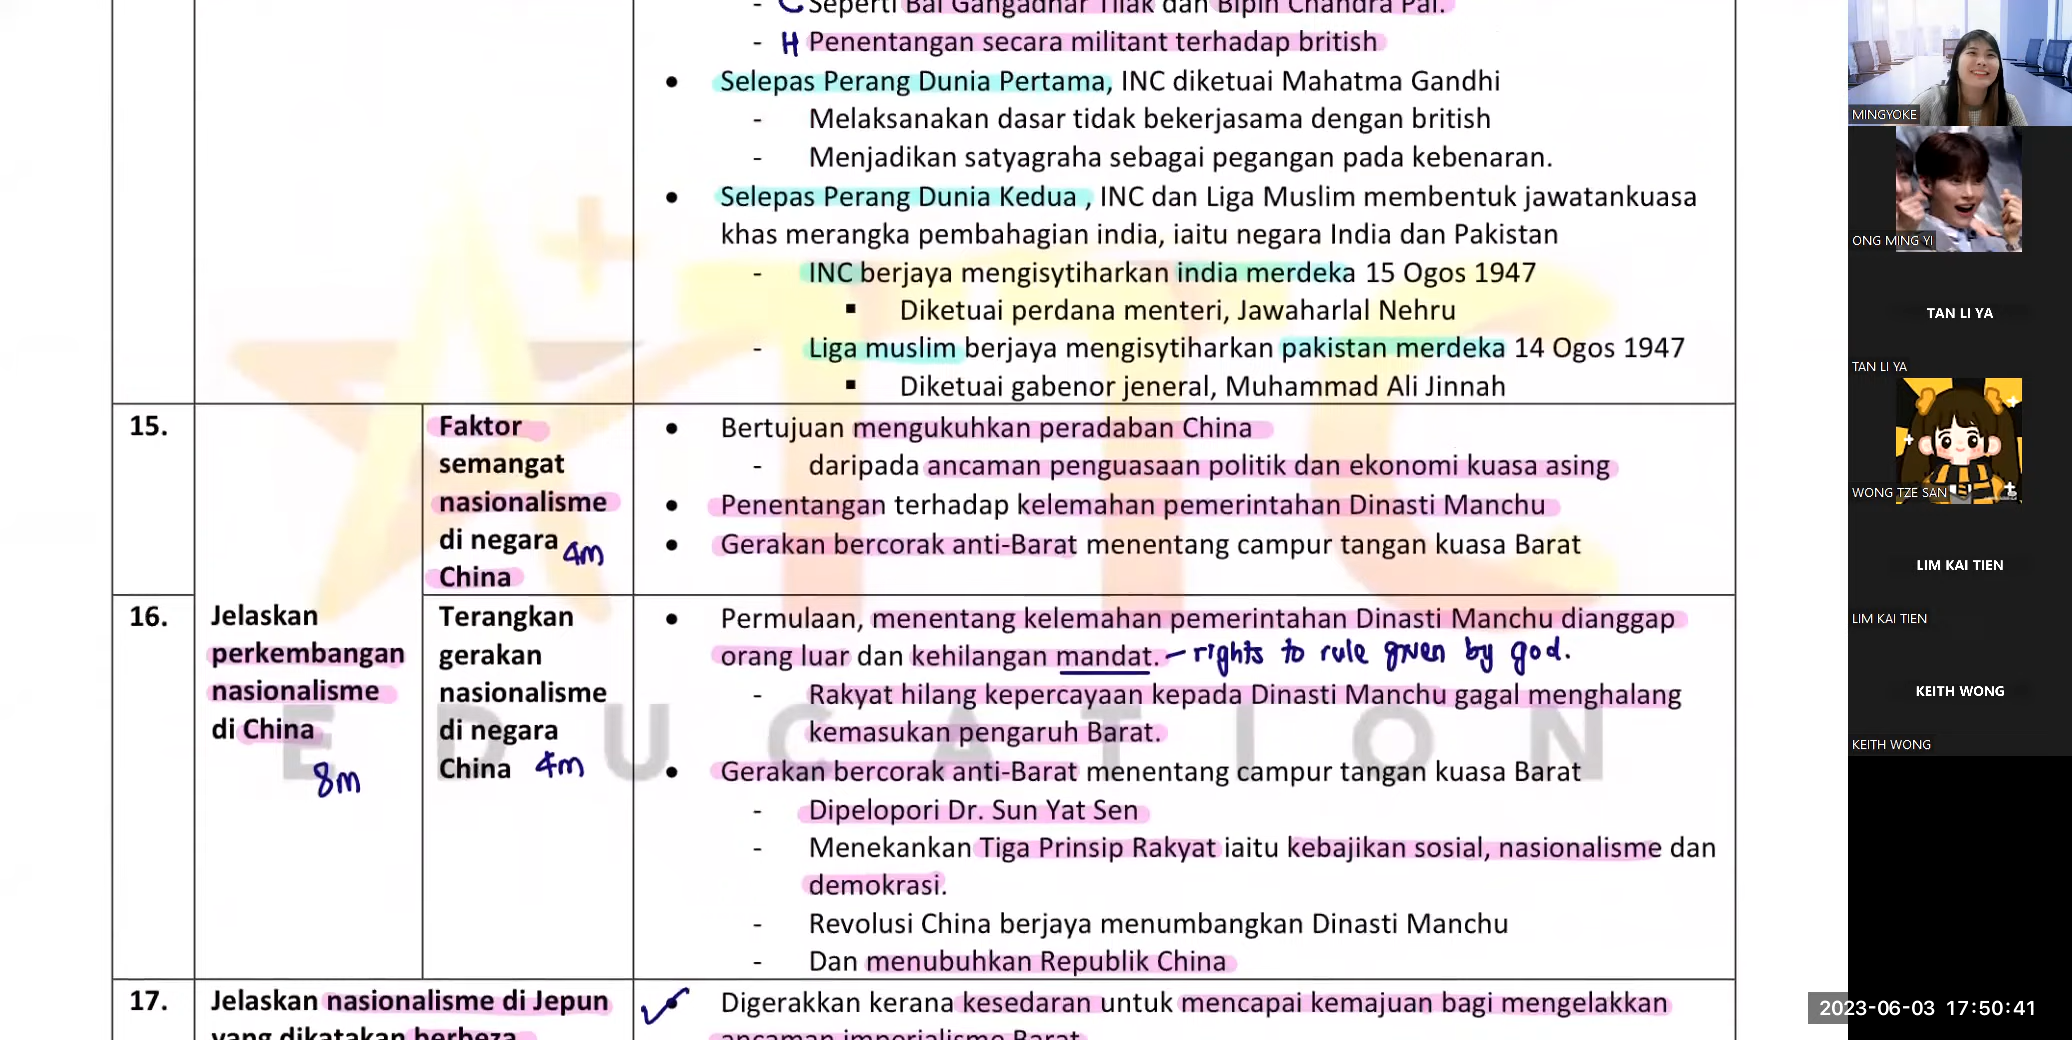 - C Seperti Bal Gangadhar Tilak dan Bipin Chandra Pal.
- H Penentangan secara militant terhadap british
• Selepas Perang Dunia Pertama, INC diketuai Mahatma Gandhi
- Melaksanakan dasar tidak bekerjasama dengan british
- Menjadikan satyagraha sebagai pegangan pada kebenaran.
• Selepas Perang Dunia Kedua , INC dan Liga Muslim membentuk jawatankuasa
khas merangka pembahagian india, iaitu negara India dan Pakistan
- INC berjaya mengisytiharkan india merdeka 15 Ogos 1947
▪ Diketuai perdana menteri, Jawaharlal Nehru
- Liga muslim berjaya mengisytiharkan pakistan merdeka 14 Ogos 1947
▪ Diketuai gabenor jeneral, Muhammad Ali Jinnah
15.
Faktor
semangat
nasionalisme
di negara 4m
China
• Bertujuan mengukuhkan peradaban China
- daripada ancaman penguasaan politik dan ekonomi kuasa asing
• Penentangan terhadap kelemahan pemerintahan Dinasti Manchu
• Gerakan bercorak anti-Barat menentang campur tangan kuasa Barat
16.
Jelaskan
perkembangan
nasionalisme
di China
8m
Terangkan
gerakan
nasionalisme
di negara
China 4m
• Permulaan, menentang kelemahan pemerintahan Dinasti Manchu dianggap
orang luar dan kehilangan mandat. – rights to rule given by god.
- Rakyat hilang kepercayaan kepada Dinasti Manchu gagal menghalang
kemasukan pengaruh Barat.
• Gerakan bercorak anti-Barat menentang campur tangan kuasa Barat
- Dipelopori Dr. Sun Yat Sen
- Menekankan Tiga Prinsip Rakyat iaitu kebajikan sosial, nasionalisme dan
demokrasi.
- Revolusi China berjaya menumbangkan Dinasti Manchu
- Dan menubuhkan Republik China
17.
Jelaskan nasionalisme di Jepun
yang dikatakan berbeza
• Digerakkan kerana kesedaran untuk mencapai kemajuan bagi mengelakkan
ancaman imperialisme Barat
ATTC
EDUCATION
MINGYOKE
ONG MING YI
TAN LI YA
TAN LI YA
WONG TZE SAN
LIM KAI TIEN
LIM KAI TIEN
KEITH WONG
KEITH WONG
2023-06-03 17:50:41